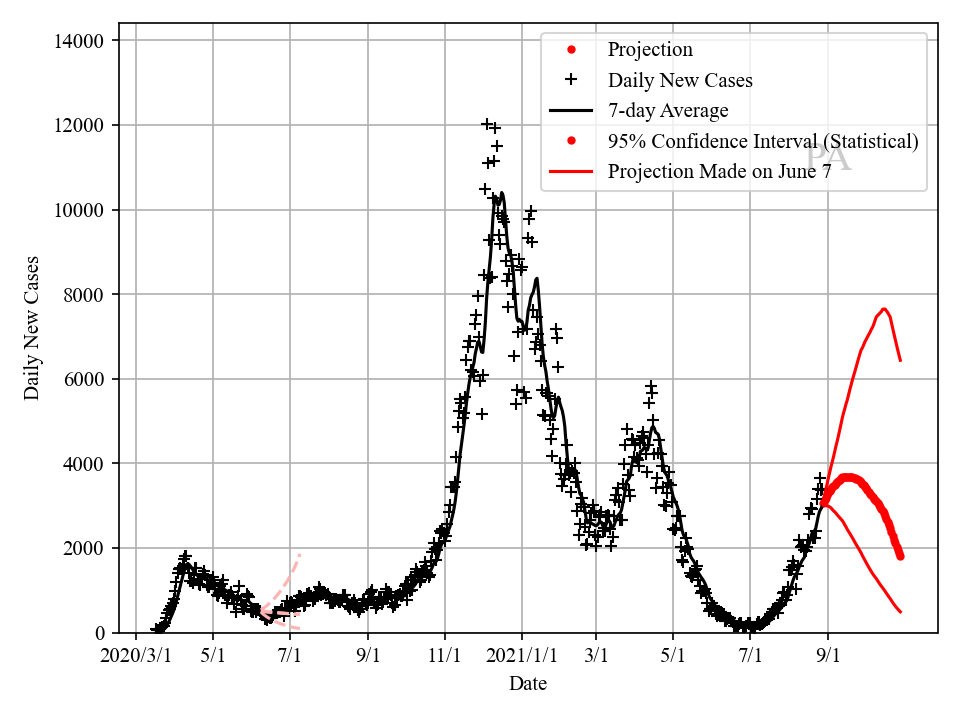 14000
12000
10000
8000
6000
4000
2000
0
Daily New Cases
Projection
Daily New Cases
7-day Average
95% Confidence Interval (Statistical)
Projection Made on June 7
PA
2020/3/1 5/1 7/1 9/1 11/1 2021/1/1 3/1 5/1 7/1 9/1
Date